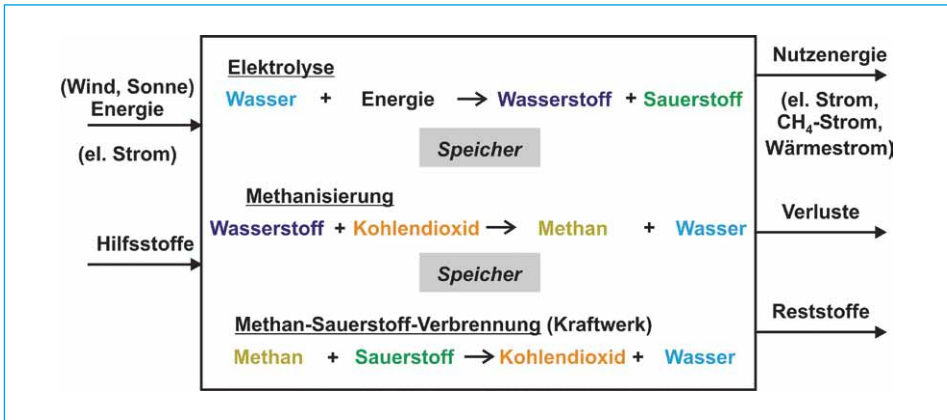 (Wind, Sonne)
Energie
(el. Strom)
Hilfsstoffe
Elektrolyse
Wasser + Energie → Wasserstoff + Sauerstoff
Speicher
Methanisierung
Wasserstoff + Kohlendioxid → Methan + Wasser
Speicher
Methan-Sauerstoff-Verbrennung (Kraftwerk)
Methan + Sauerstoff → Kohlendioxid + Wasser
Nutzenergie
(el. Strom,
CH₄-Strom,
Wärmestrom)
Verluste
Reststoffe